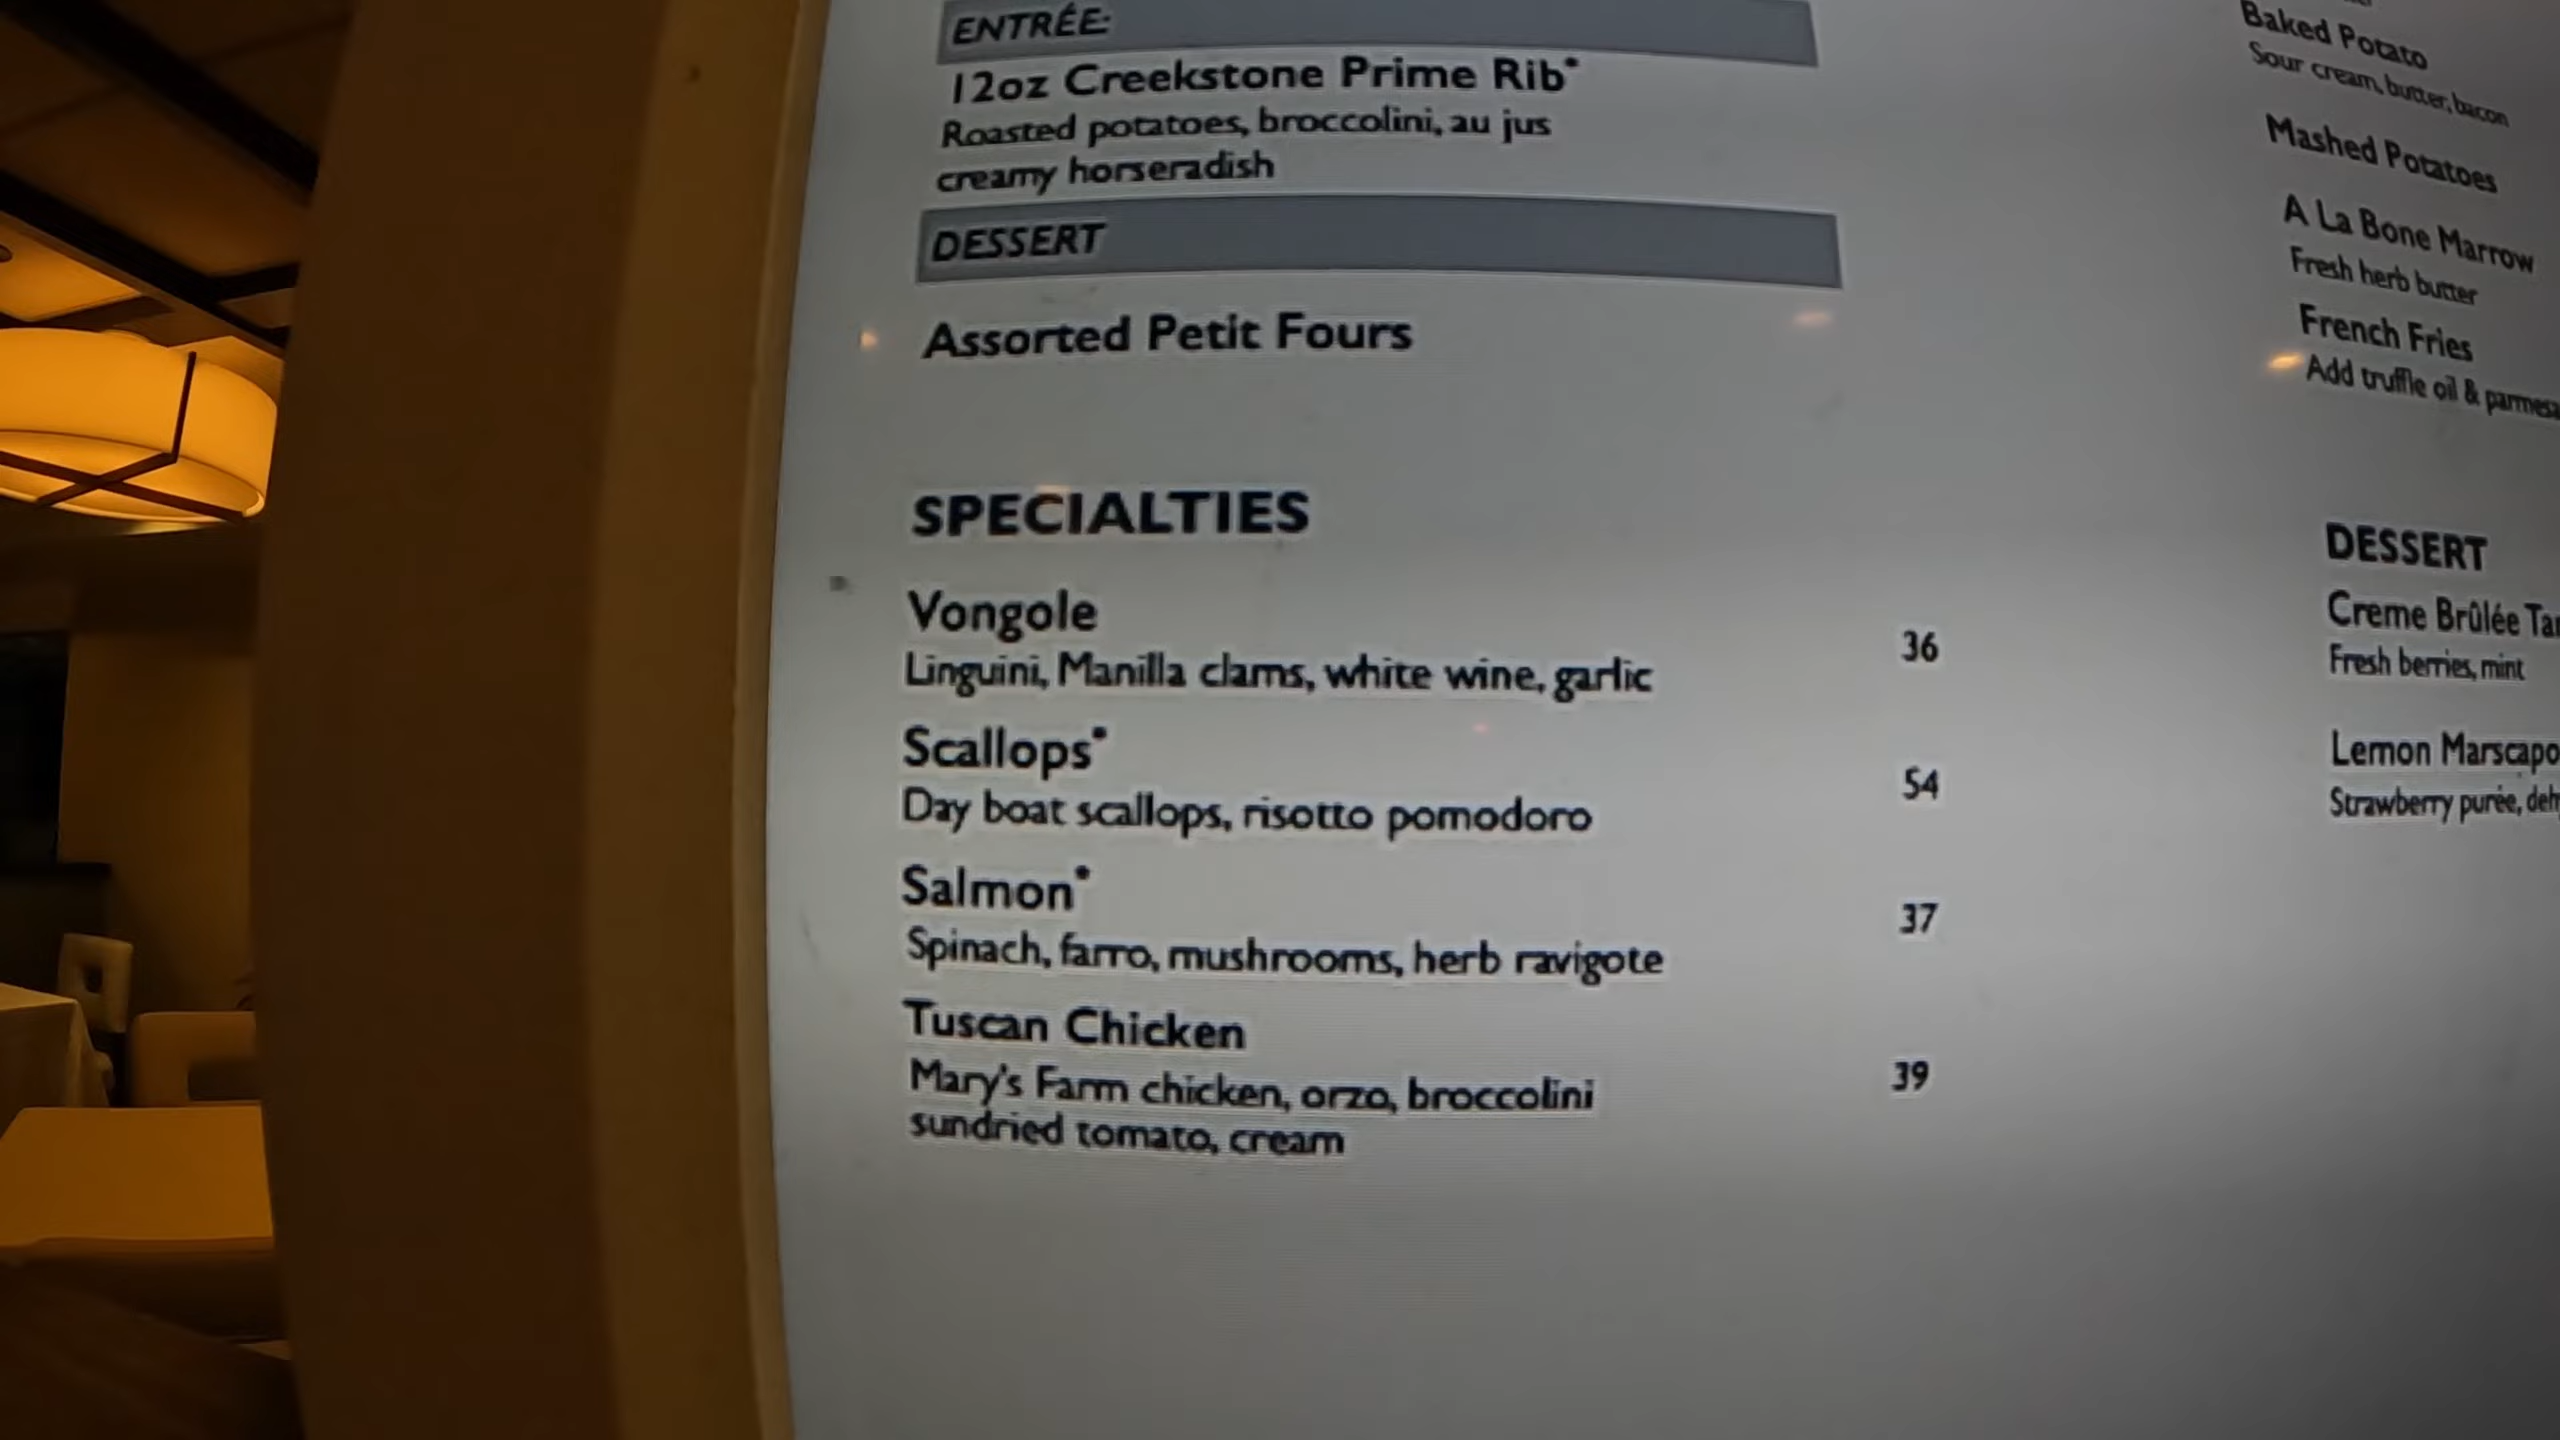 ENTRÉE:
12oz Creekstone Prime Rib*
Roasted potatoes, broccolini, au jus
creamy horseradish
DESSERT
Assorted Petit Fours
SPECIALTIES
Vongole
36
Linguini, Manilla clams, white wine, garlic
Scallops*
54
Day boat scallops, risotto pomodoro
Salmon*
37
Spinach, farro, mushrooms, herb ravigote
Tuscan Chicken
39
Mary's Farm chicken, orzo, broccolini
sundried tomato, cream
Baked Potato
Sour cream, butter, bacon
Mashed Potatoes
A La Bone Marrow
Fresh herb butter
French Fries
Add truffle oil &
DESSERT
Creme Brûlée
Fresh berries, mint
Lemon
Strawberry purée,